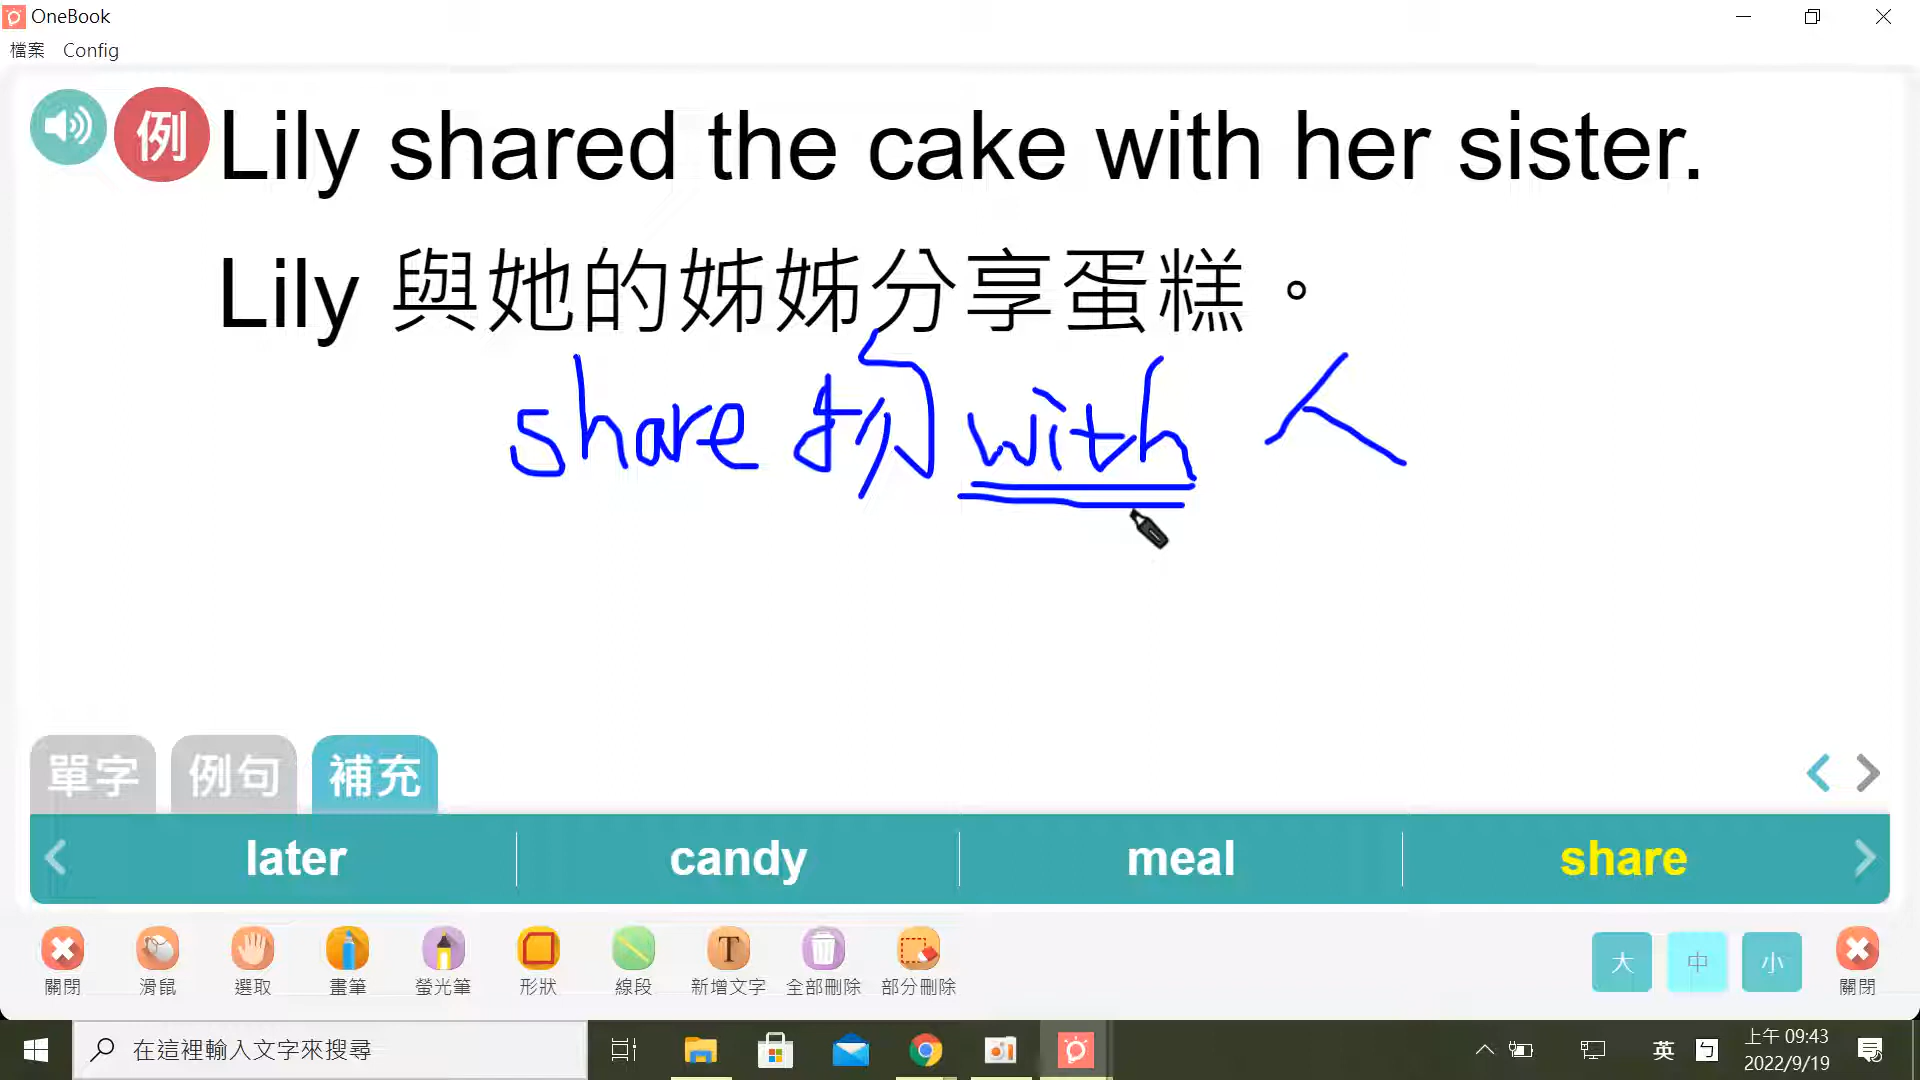 OneBook
檔案 Config
例 Lily shared the cake with her sister.
Lily 與她的姊姊分享蛋糕。
share 物 with 人
單字 例句 補充
later candy meal share
關閉 滑鼠 選取 畫筆 螢光筆 形狀 線段 新增文字 全部刪除 部分刪除 大 中 小 關閉
在這裡輸入文字來搜尋 英 ㄅ 上午 09:43
2022/9/19